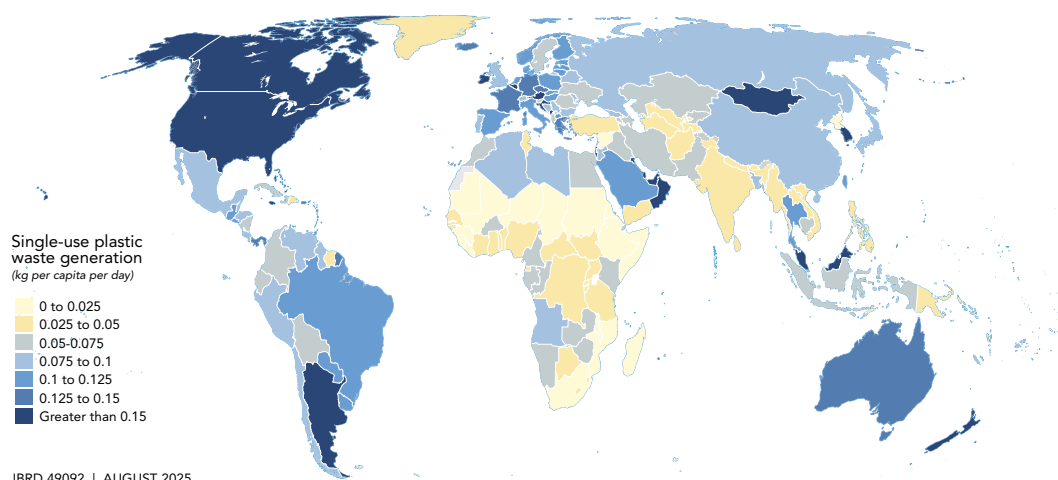 Single-use plastic
waste generation
(kg per capita per day)
0 to 0.025
0.025 to 0.05
0.05-0.075
0.075 to 0.1
0.1 to 0.125
0.125 to 0.15
Greater than 0.15
IBRD 49092 | AUGUST 2025